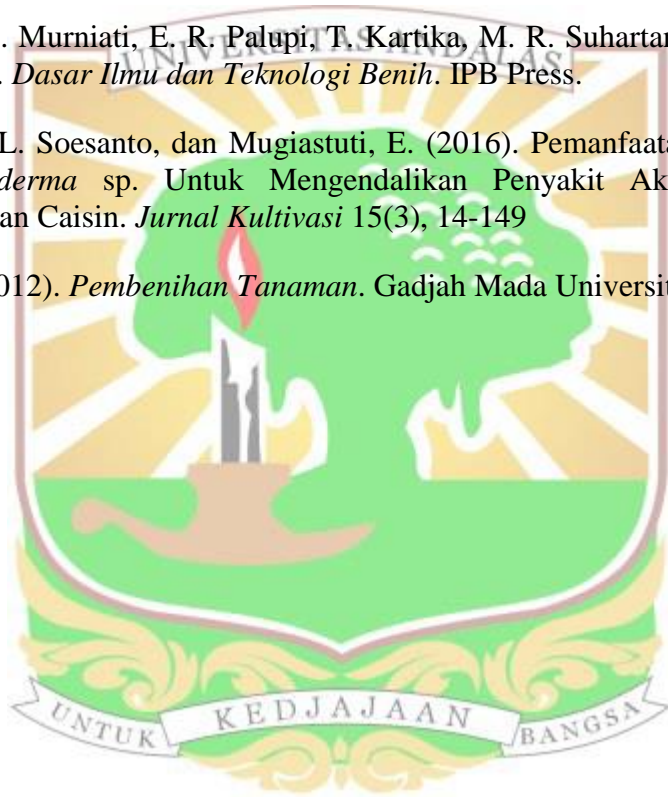 . Murniati, E. R. Palupi, T. Kartika, M. R. Suhartan
. Dasar Ilmu dan Teknologi Benih. IPB Press.
L. Soesanto, dan Mugiastuti, E. (2016). Pemanfaata
derma sp. Untuk Mengendalikan Penyakit Ak
an Caisin. Jurnal Kultivasi 15(3), 14-149
012). Pembenihan Tanaman. Gadjah Mada Universit
UNIVERSITAS ANDALAS
UNTUK KEDJAJAAN BANGSA